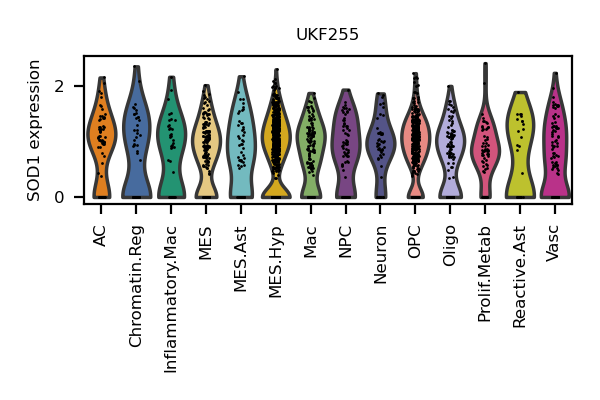 UKF255
SOD1 expression
2
0
AC
Chromatin.Reg
Inflammatory.Mac
MES
MES.Ast
MES.Hyp
Mac
NPC
Neuron
OPC
Oligo
Prolif.Metab
Reactive.Ast
Vasc